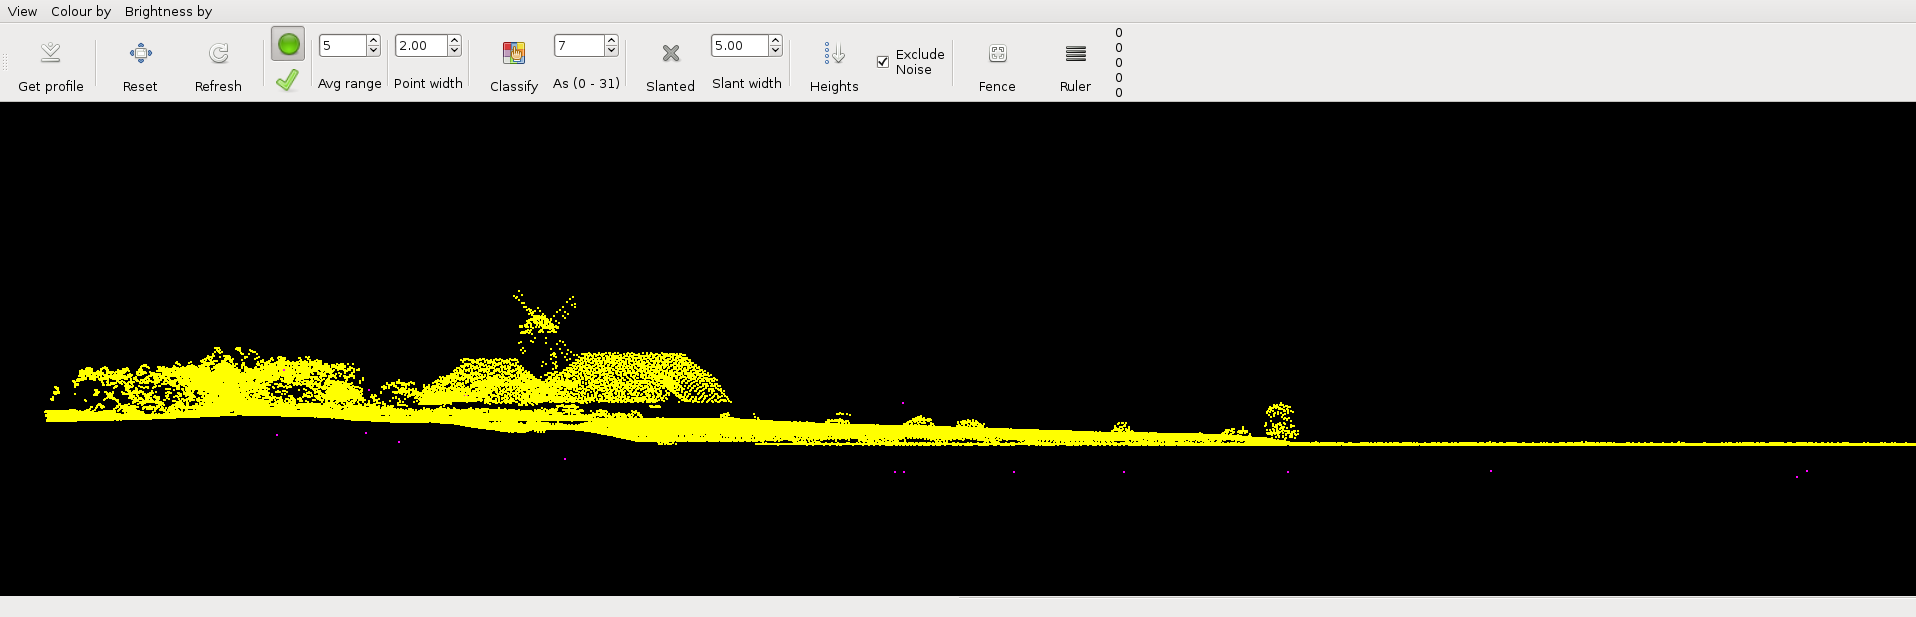 View Colour by Brightness by
5 2.00 7 5.00
Get profile Reset Refresh Avg range Point width Classify As (0 - 31) Slanted Slant width Heights Exclude
Noise Fence Ruler
0
0
0
0
0